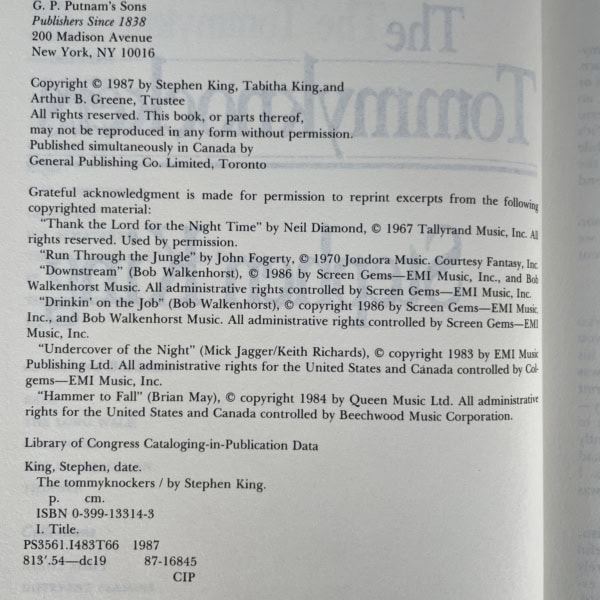 G. P. Putnam's Sons
Publishers Since 1838
200 Madison Avenue
New York, NY 10016
Copyright © 1987 by Stephen King, Tabitha King,and
Arthur B. Greene, Trustee
All rights reserved. This book, or parts thereof,
may not be reproduced in any form without permission.
Published simultaneously in Canada by
General Publishing Co. Limited, Toronto
Grateful acknowledgment is made for permission to reprint excerpts from the following
copyrighted material:
"Thank the Lord for the Night Time" by Neil Diamond, © 1967 Tallyrand Music, Inc. All
rights reserved. Used by permission.
"Run Through the Jungle" by John Fogerty, © 1970 Jondora Music. Courtesy Fantasy, Inc.
"Downstream" (Bob Walkenhorst), © 1986 by Screen Gems—EMI Music, Inc., and Bob
Walkenhorst Music. All administrative rights controlled by Screen Gems—EMI Music, Inc.
"Drinkin' on the Job" (Bob Walkenhorst), © copyright 1986 by Screen Gems—EMI Music,
Inc., and Bob Walkenhorst Music. All administrative rights controlled by Screen Gems—EMI
Music, Inc.
"Undercover of the Night" (Mick Jagger/Keith Richards), © copyright 1983 by EMI Music
Publishing Ltd. All administrative rights for the United States and Canada controlled by Col-
gems—EMI Music, Inc.
"Hammer to Fall" (Brian May), © copyright 1984 by Queen Music Ltd. All administrative
rights for the United States and Canada controlled by Beechwood Music Corporation.
Library of Congress Cataloging-in-Publication Data
King, Stephen, date.
The tommyknockers / by Stephen King.
p. cm.
ISBN 0-399-13314-3
I. Title.
PS3561.I483T66 1987
813'.54—dc19 87-16845
CIP